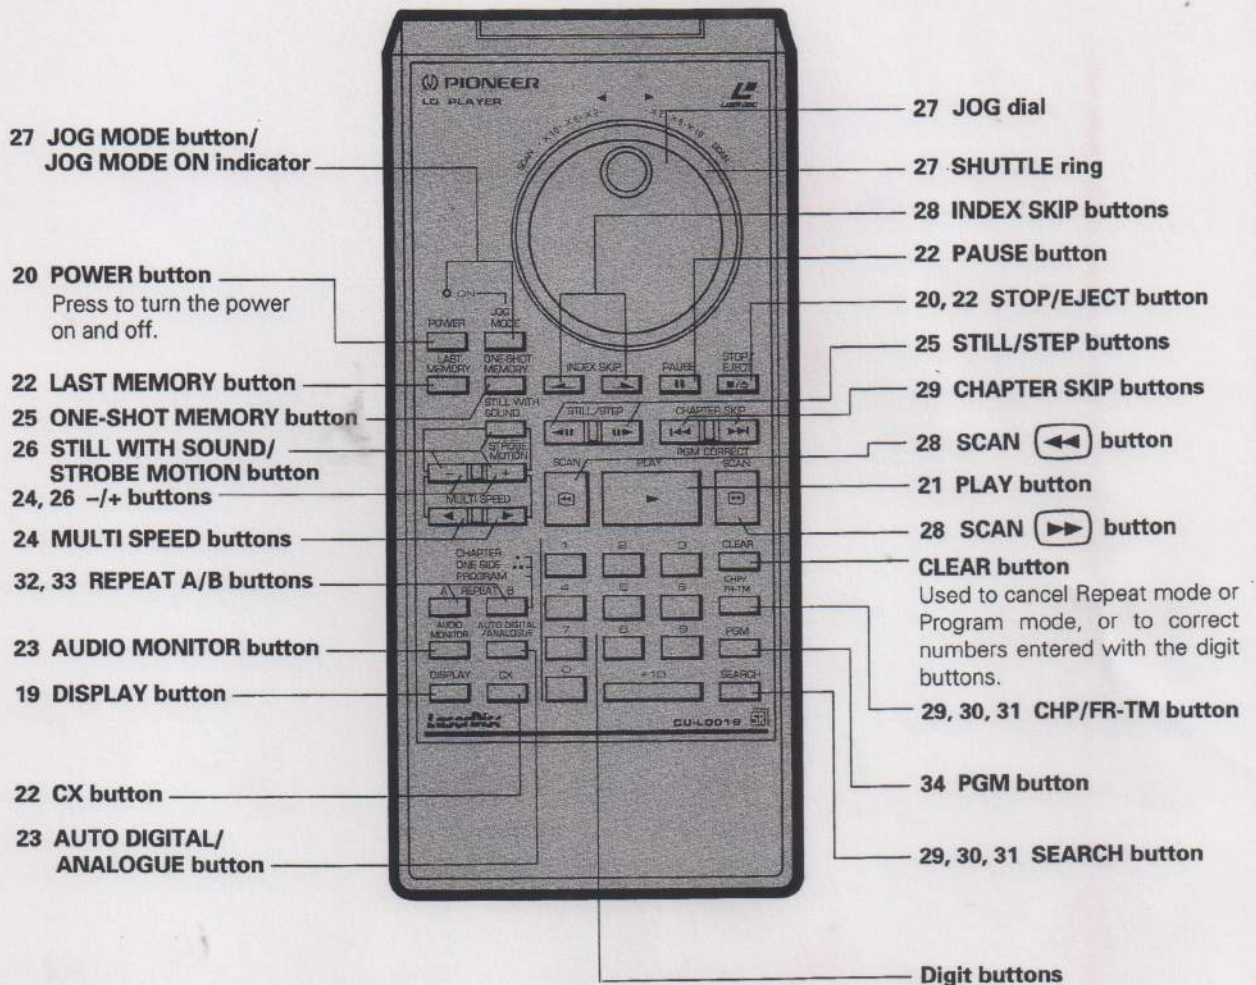 PIONEER
LD PLAYER
LASER DISC
SCAN ×10 ×5 ×2 ◄ ► ×2 ×5 ×10 SCAN
27 JOG MODE button/
JOG MODE ON indicator
20 POWER button
Press to turn the power
on and off.
22 LAST MEMORY button
25 ONE-SHOT MEMORY button
26 STILL WITH SOUND/
STROBE MOTION button
24, 26 –/+ buttons
24 MULTI SPEED buttons
32, 33 REPEAT A/B buttons
23 AUDIO MONITOR button
19 DISPLAY button
22 CX button
23 AUTO DIGITAL/
ANALOGUE button
ON
POWER
JOG
MODE
LAST
MEMORY
ONE-SHOT
MEMORY
INDEX SKIP
PAUSE
STOP/
EJECT
STILL WITH
SOUND
STILL/STEP
CHAPTER SKIP
STROBE
MOTION
PGM CORRECT
– +
SCAN
PLAY
SCAN
MULTI SPEED
CHAPTER
ONE SIDE
PROGRAM
A REPEAT B
1 2 3 CLEAR
4 5 6 CHP/
FR-TM
AUDIO
MONITOR
AUTO DIGITAL
/ANALOGUE
7 8 9 PGM
DISPLAY CX
0 +10 SEARCH
LaserDisc
CU-LD019 SR
27 JOG dial
27 SHUTTLE ring
28 INDEX SKIP buttons
22 PAUSE button
20, 22 STOP/EJECT button
25 STILL/STEP buttons
29 CHAPTER SKIP buttons
28 SCAN (◄◄) button
21 PLAY button
28 SCAN (►►) button
CLEAR button
Used to cancel Repeat mode or
Program mode, or to correct
numbers entered with the digit
buttons.
29, 30, 31 CHP/FR-TM button
34 PGM button
29, 30, 31 SEARCH button
Digit buttons